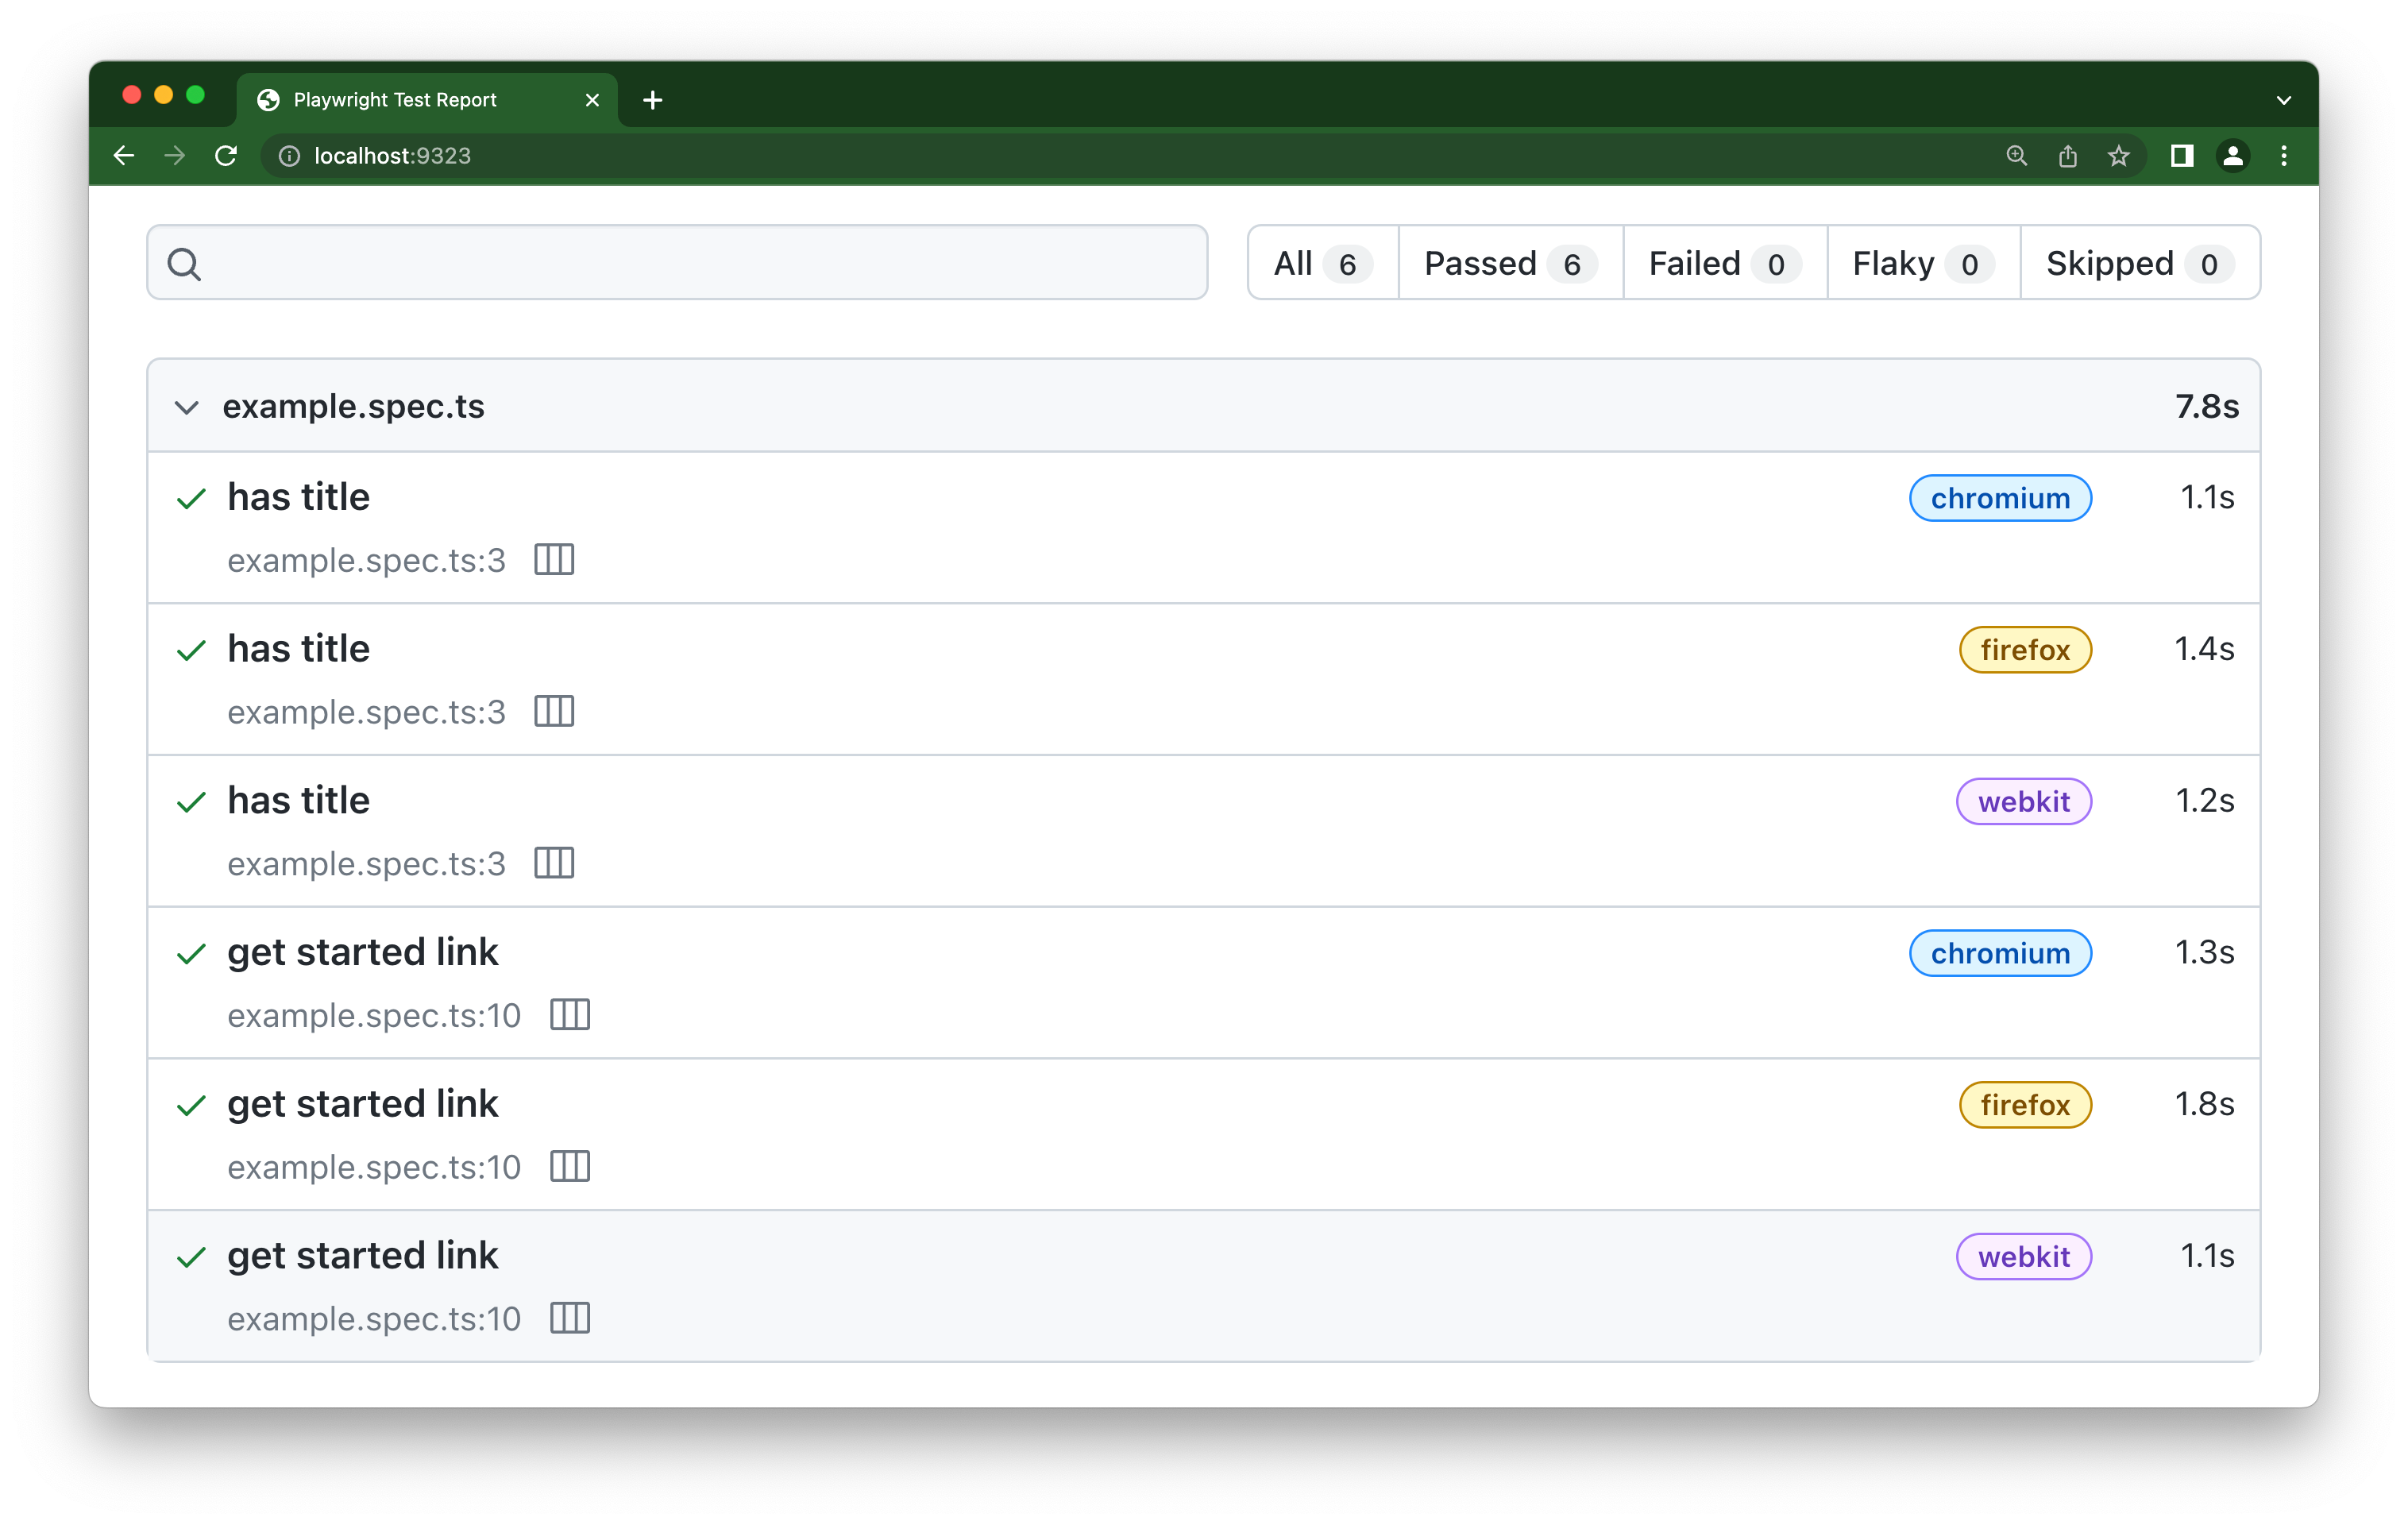 Playwright Test Report
localhost:9323
All 6 Passed 6 Failed 0 Flaky 0 Skipped 0
example.spec.ts 7.8s
has title chromium 1.1s
example.spec.ts:3
has title firefox 1.4s
example.spec.ts:3
has title webkit 1.2s
example.spec.ts:3
get started link chromium 1.3s
example.spec.ts:10
get started link firefox 1.8s
example.spec.ts:10
get started link webkit 1.1s
example.spec.ts:10